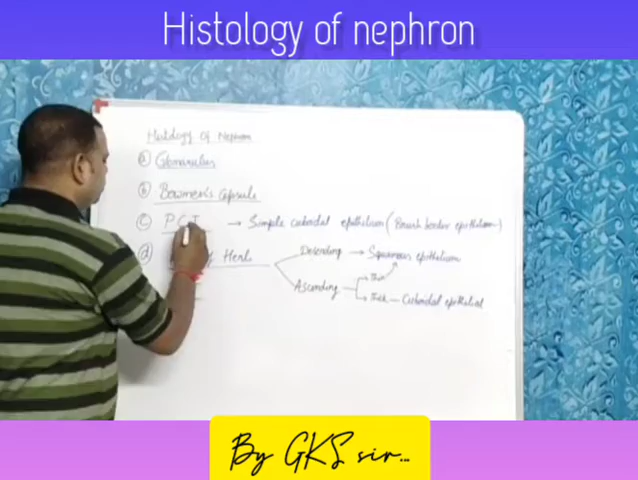 Histology of nephron
Histology Of Nephron
(a) Glomerulus
(b) Bowmen's Capsule
(c) P.C.T → Simple cuboidal epithelium (Brush border epithelium)
(d) Henle
Descending → Squamous epithelium
Ascending
→ Thin
→ Thick – Cuboidal epithelial
By GKS sir...